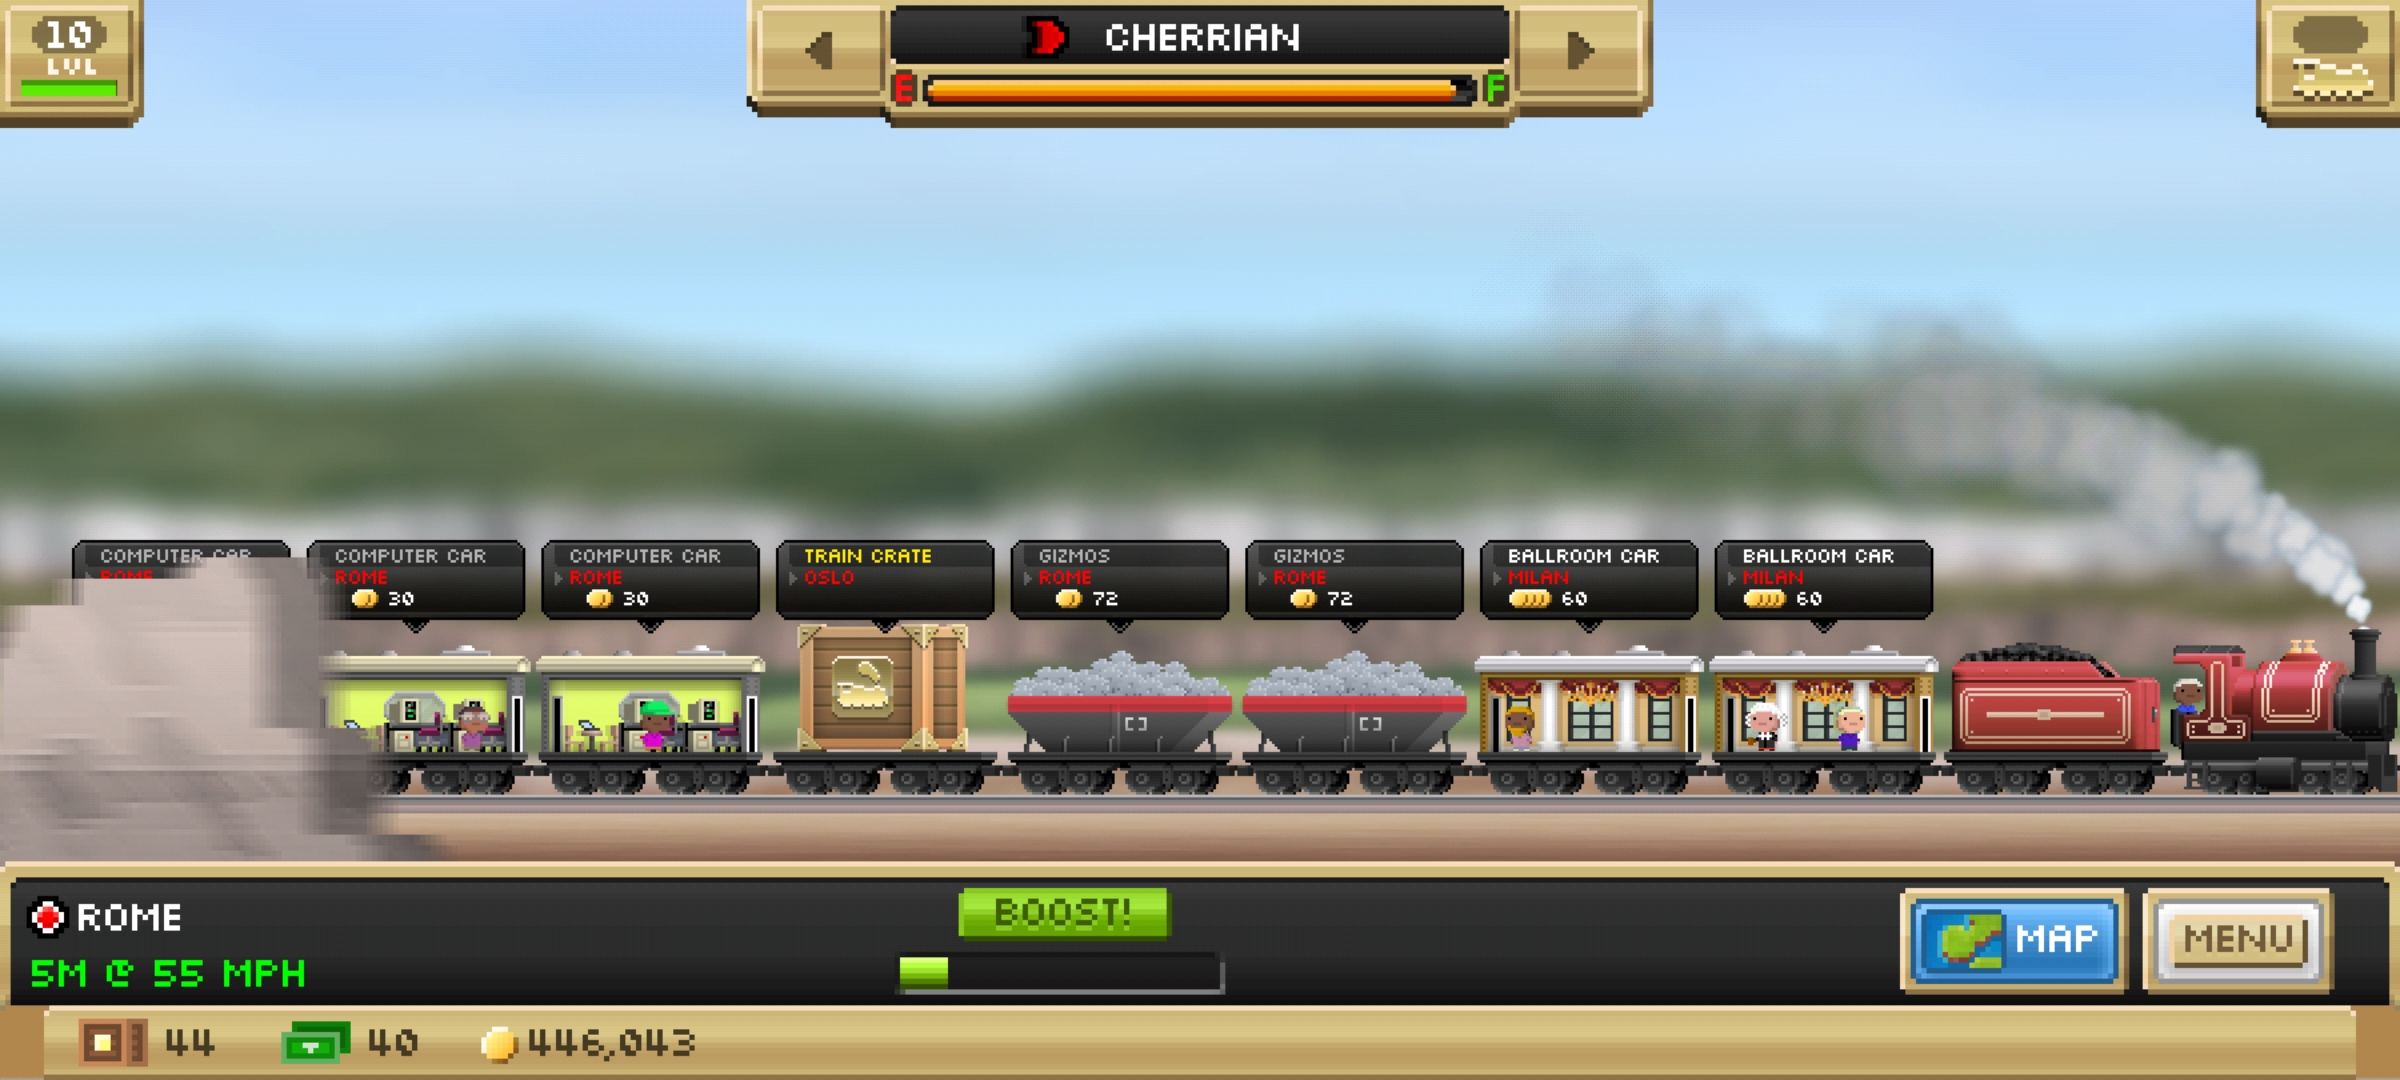 10
LVL
CHERRIAN
E
F
COMPUTER CAR
ROME
COMPUTER CAR
ROME
30
COMPUTER CAR
ROME
30
TRAIN CRATE
OSLO
GIZMOS
ROME
72
GIZMOS
ROME
72
BALLROOM CAR
MILAN
60
BALLROOM CAR
MILAN
60
ROME
5M @ 55 MPH
BOOST!
MAP
MENU
44
40
446,043